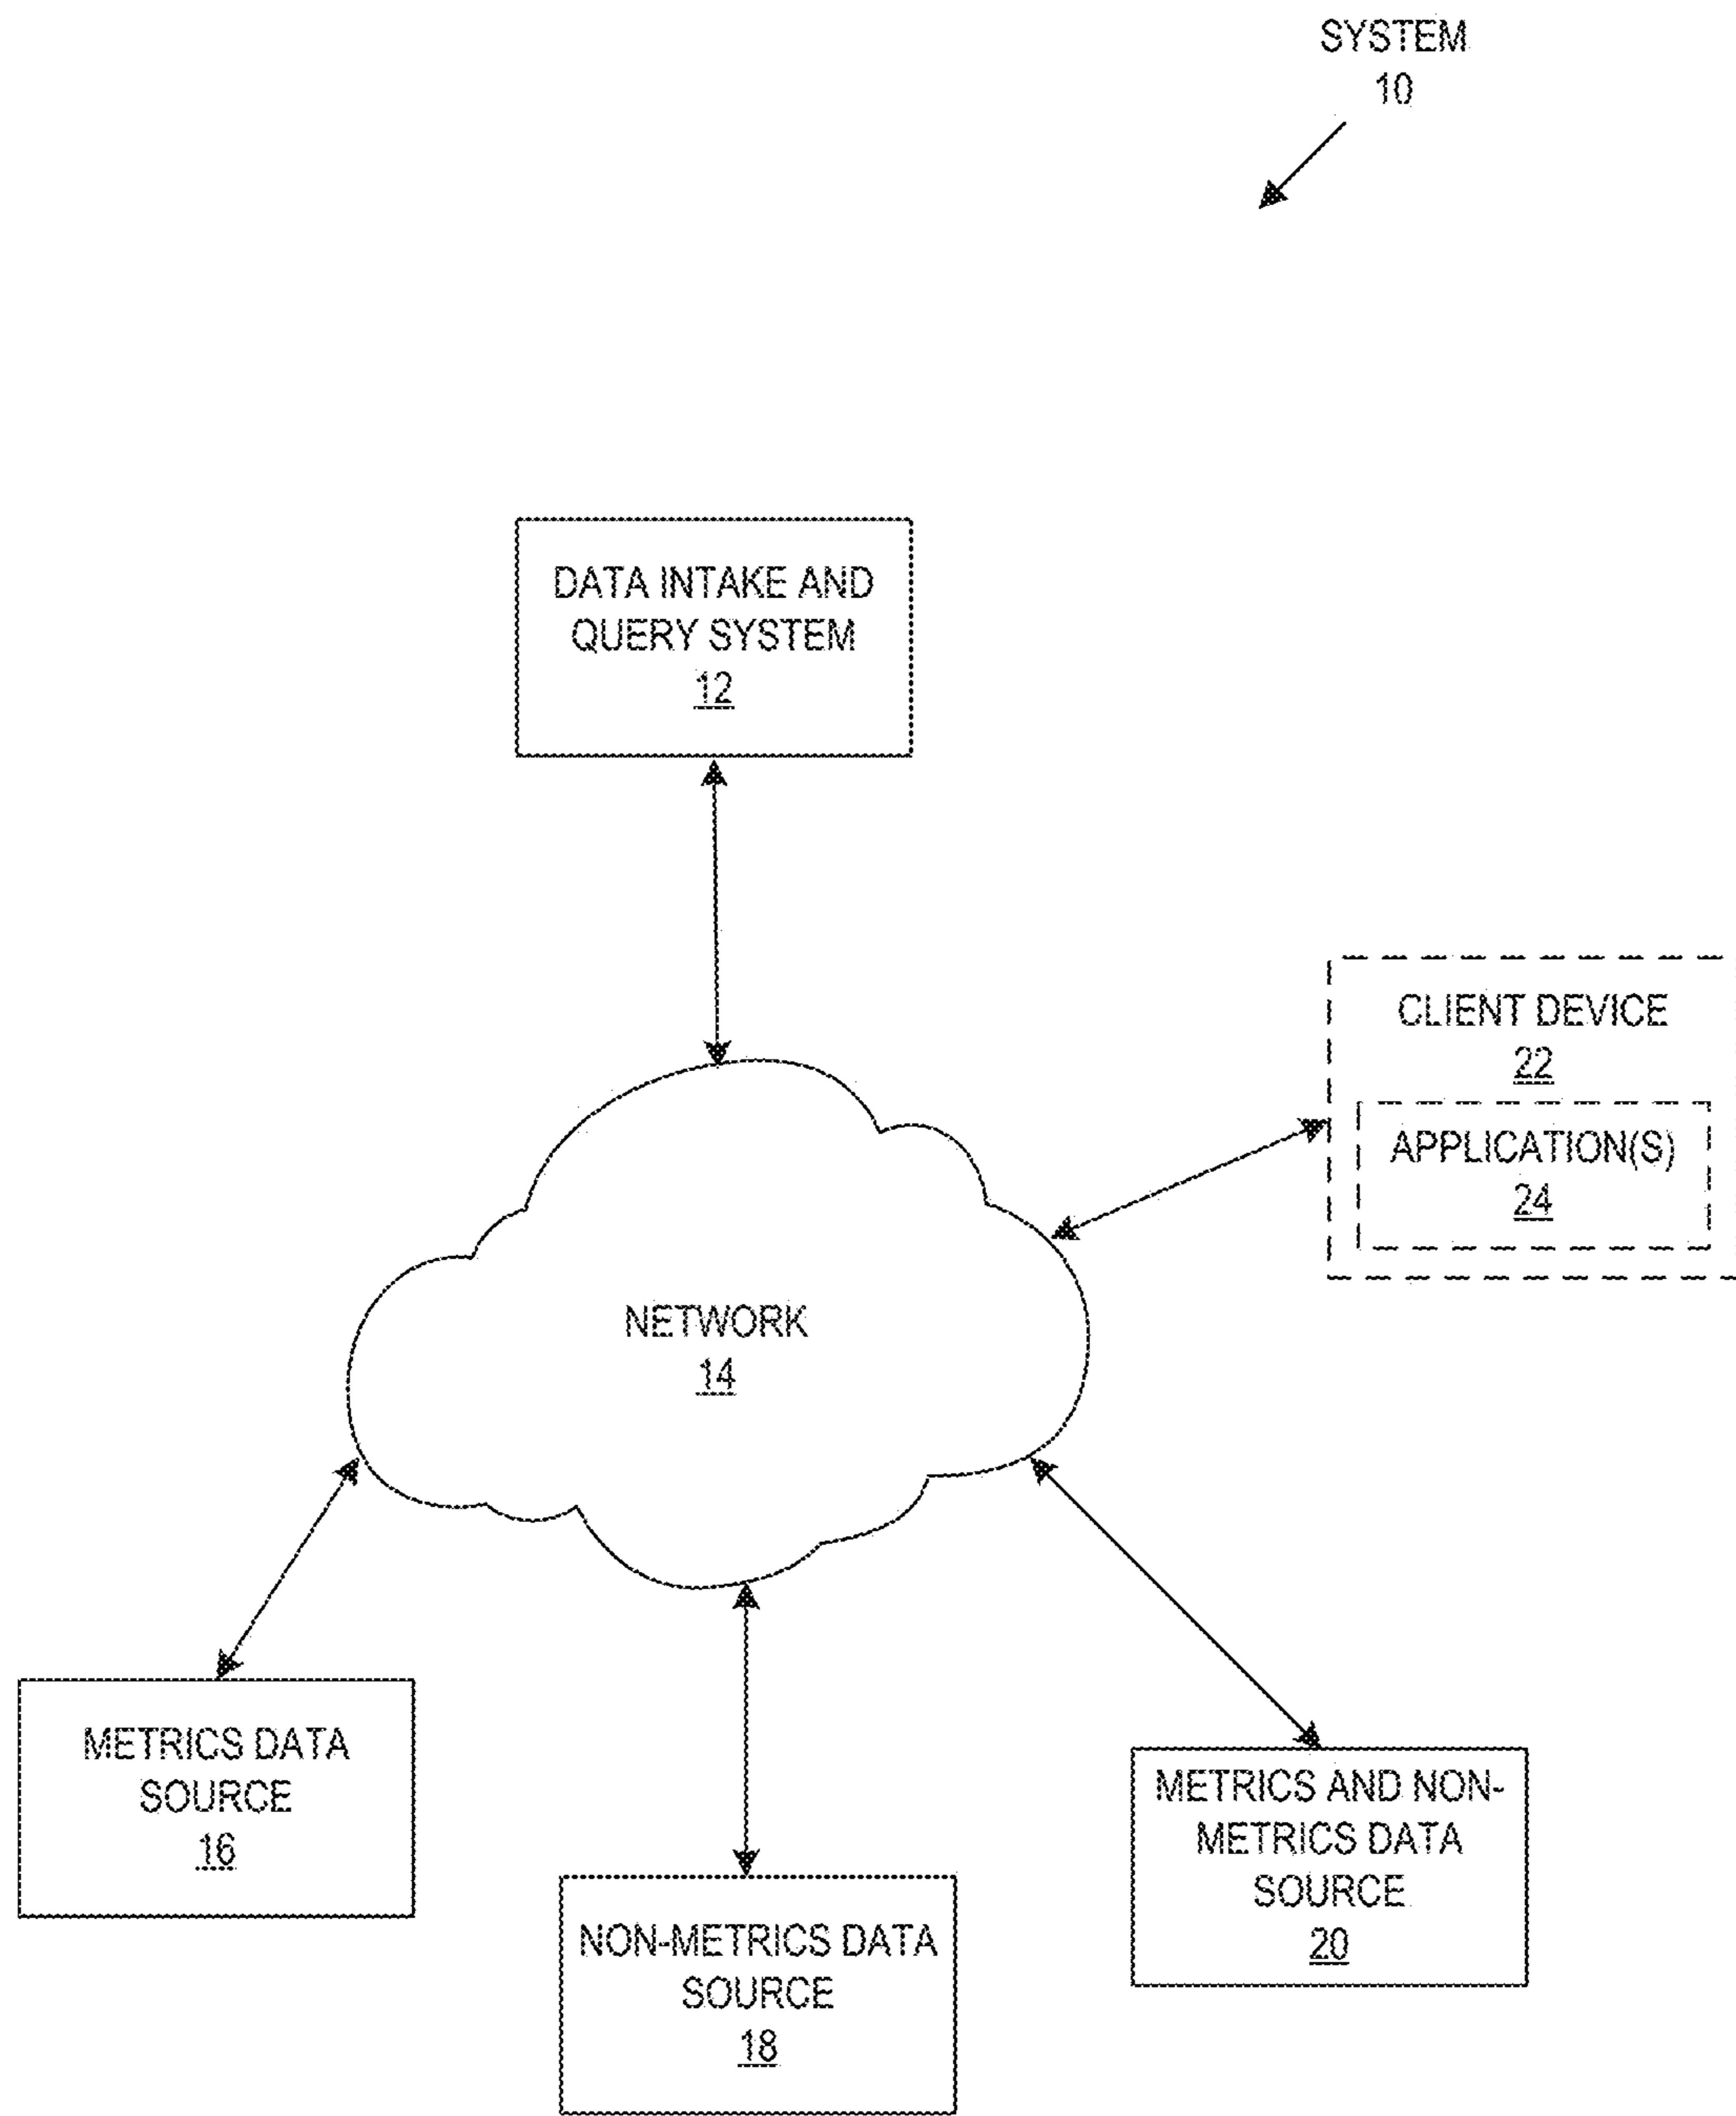 SYSTEM
10
DATA INTAKE AND
QUERY SYSTEM
12
CLIENT DEVICE
22
APPLICATION(S)
24
NETWORK
14
METRICS DATA
SOURCE
16
NON-METRICS DATA
SOURCE
18
METRICS AND NON-
METRICS DATA
SOURCE
20